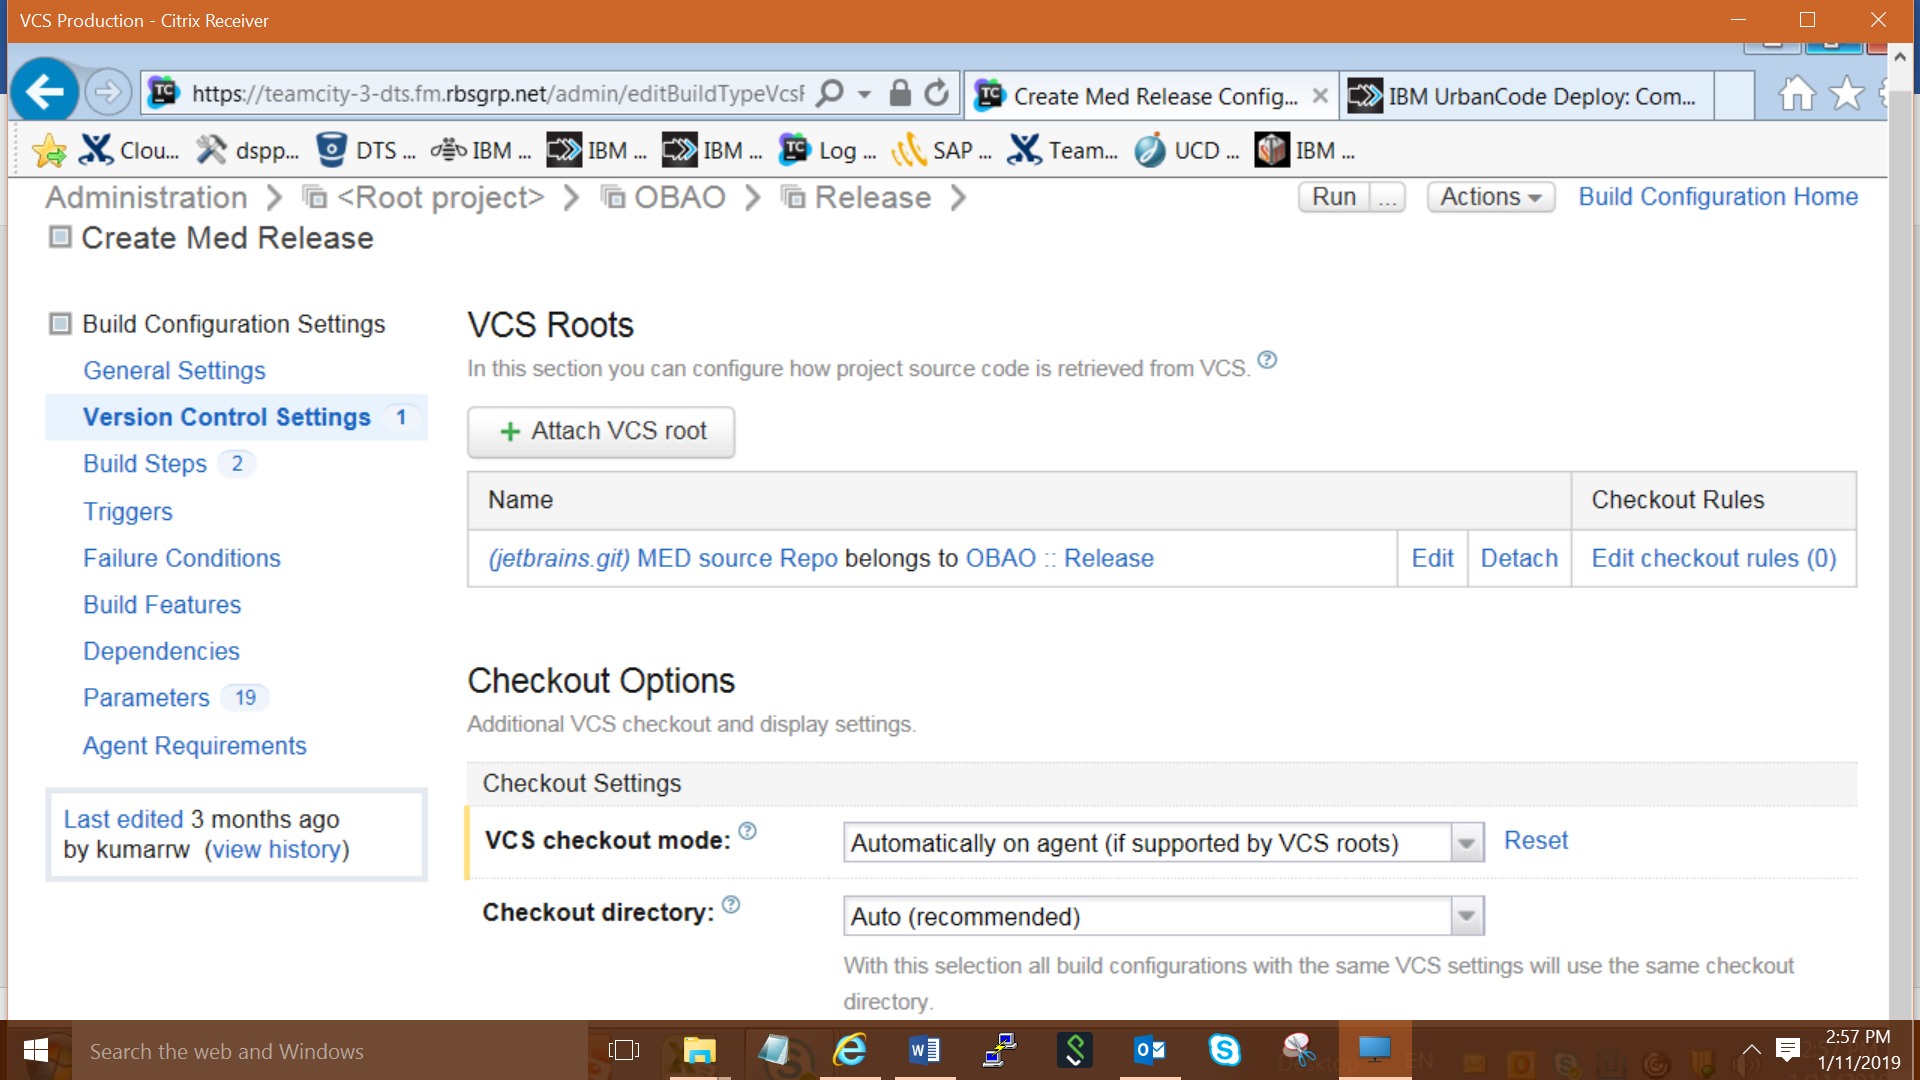 VCS Production - Citrix Receiver
https://teamcity-3-dts.fm.rbsgrp.net/admin/editBuildTypeVcsF
Create Med Release Config...
IBM UrbanCode Deploy: Com...
Clou...
dspp...
DTS ...
IBM ...
IBM ...
IBM ...
Log ...
SAP ...
Team...
UCD ...
IBM ...
Administration > <Root project> > OBAO > Release >
Run ...
Actions
Build Configuration Home
Create Med Release
Build Configuration Settings
General Settings
Version Control Settings 1
Build Steps 2
Triggers
Failure Conditions
Build Features
Dependencies
Parameters 19
Agent Requirements
Last edited 3 months ago
by kumarrw (view history)
VCS Roots
In this section you can configure how project source code is retrieved from VCS. ?
+ Attach VCS root
Name
Checkout Rules
(jetbrains.git) MED source Repo belongs to OBAO :: Release
Edit
Detach
Edit checkout rules (0)
Checkout Options
Additional VCS checkout and display settings.
Checkout Settings
VCS checkout mode: ?
Automatically on agent (if supported by VCS roots)
Reset
Checkout directory: ?
Auto (recommended)
With this selection all build configurations with the same VCS settings will use the same checkout
directory.
Search the web and Windows
2:57 PM
1/11/2019